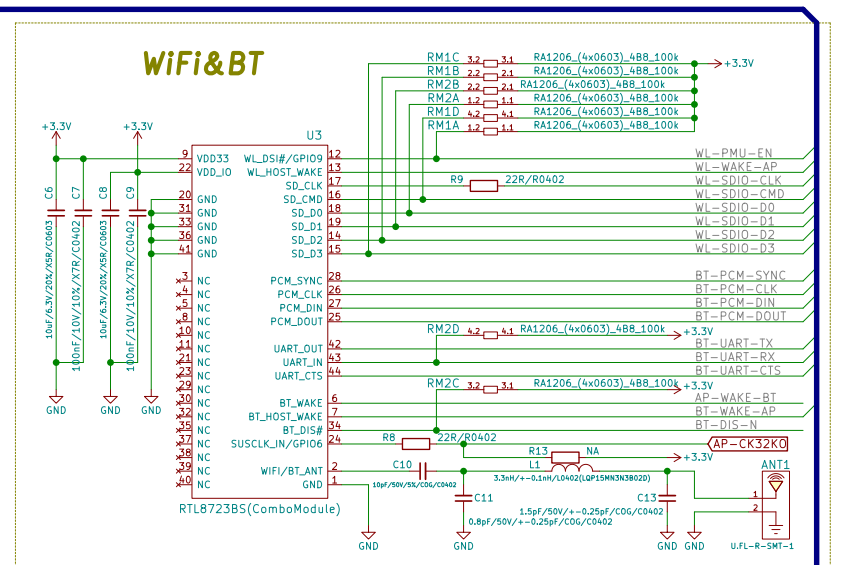 WiFi&BT
RM1C 3.2 3.1 RA1206_(4x0603)_4B8_100k +3.3V
RM1B 2.2 2.1 RA1206_(4x0603)_4B8_100k
RM2B 2.2 2.1 RA1206_(4x0603)_4B8_100k
RM2A 1.2 1.1 RA1206_(4x0603)_4B8_100k
RM1D 4.2 4.1 RA1206_(4x0603)_4B8_100k
RM1A 1.2 1.1 RA1206_(4x0603)_4B8_100k
+3.3V +3.3V U3
9 VDD33 WL_DSI#/GPIO9 12 WL-PMU-EN
22 VDD_IO WL_HOST_WAKE 13 WL-WAKE-AP
SD_CLK 17 R9 22R/R0402 WL-SDIO-CLK
20 GND SD_CMD 16 WL-SDIO-CMD
31 GND SD_D0 18 WL-SDIO-D0
33 GND SD_D1 19 WL-SDIO-D1
36 GND SD_D2 14 WL-SDIO-D2
41 GND SD_D3 15 WL-SDIO-D3
C6 10uF/6.3V/20%/X5R/C0603
C7 100nF/10V/10%/X7R/C0402
C8 10uF/6.3V/20%/X5R/C0603
C9 100nF/10V/10%/X7R/C0402
3 NC PCM_SYNC 28 BT-PCM-SYNC
4 NC PCM_CLK 26 BT-PCM-CLK
5 NC PCM_DIN 27 BT-PCM-DIN
8 NC PCM_DOUT 25 BT-PCM-DOUT
10 NC RM2D 4.2 4.1 RA1206_(4x0603)_4B8_100k +3.3V
11 NC UART_OUT 42 BT-UART-TX
21 NC UART_IN 43 BT-UART-RX
23 NC UART_CTS 44 BT-UART-CTS
29 NC RM2C 3.2 3.1 RA1206_(4x0603)_4B8_100k +3.3V
30 NC BT_WAKE 6 AP-WAKE-BT
32 NC BT_HOST_WAKE 7 BT-WAKE-AP
35 NC BT_DIS# 34 BT-DIS-N
37 NC SUSCLK_IN/GPIO6 24 R8 22R/R0402 AP-CK32KO
38 NC R13 NA +3.3V
39 NC WIFI/BT_ANT 2 C10 10pF/50V/5%/COG/C0402 L1 3.3nH/+-0.1nH/L0402(LQP15MN3N3B02D) ANT1
40 NC GND 1
GND GND GND
C11 0.8pF/50V/+-0.25pF/COG/C0402
C13 1.5pF/50V/+-0.25pF/COG/C0402
1
2
RTL8723BS(ComboModule)
GND GND GND GND U.FL-R-SMT-1